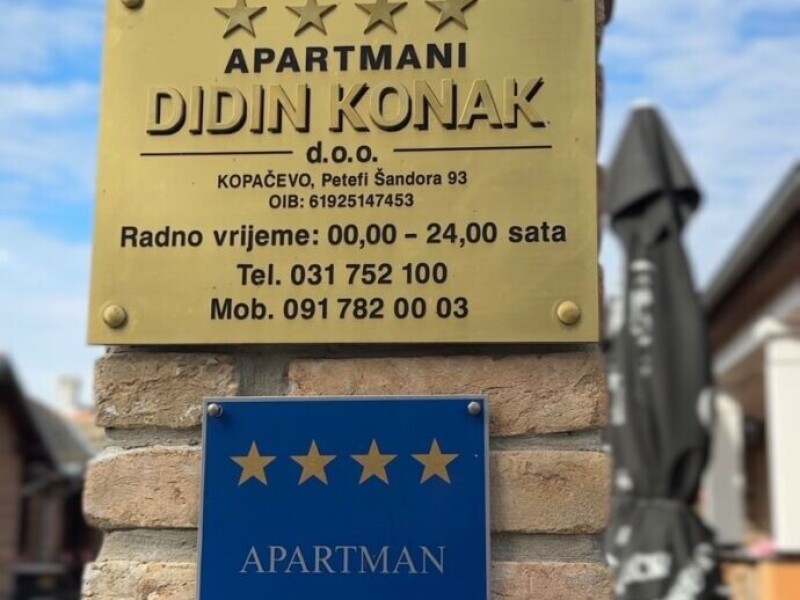 APARTMANI
DIDIN KONAK
d.o.o.
KOPAČEVO, Petefi Šandora 93
OIB: 61925147453
Radno vrijeme: 00,00 – 24,00 sata
Tel. 031 752 100
Mob. 091 782 00 03
APARTMAN